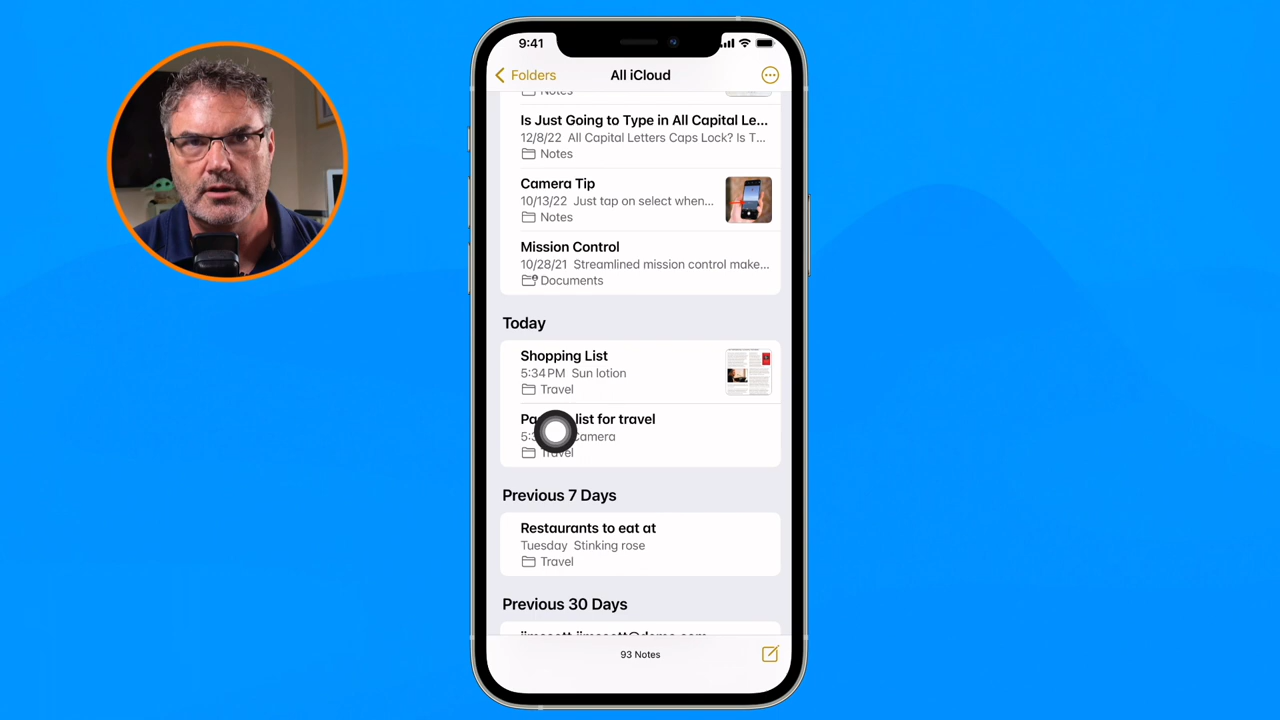 9:41
Folders
All iCloud
Notes
Is Just Going to Type in All Capital Le...
12/8/22 All Capital Letters Caps Lock? Is T...
Notes
Camera Tip
10/13/22 Just tap on select when...
Notes
Mission Control
10/28/21 Streamlined mission control make...
Documents
Today
Shopping List
5:34 PM Sun lotion
Travel
list for travel
Camera
Travel
Previous 7 Days
Restaurants to eat at
Tuesday Stinking rose
Travel
Previous 30 Days
93 Notes